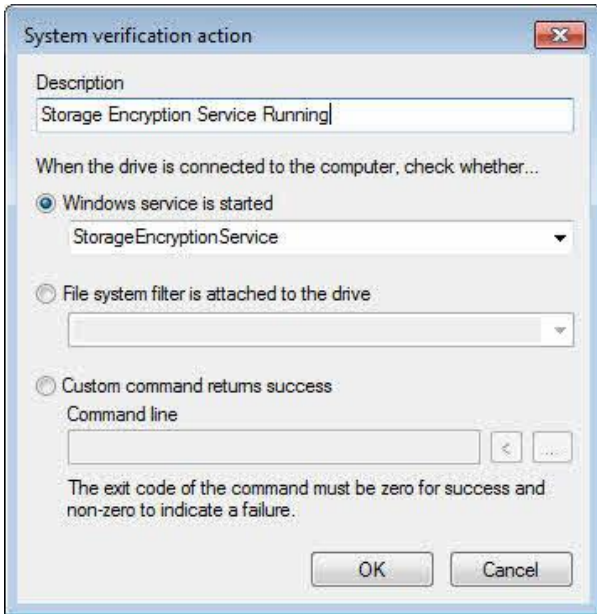 System verification action
Description
Storage Encryption Service Running
When the drive is connected to the computer, check whether...
Windows service is started
StorageEncryptionService
File system filter is attached to the drive
Custom command returns success
Command line
< ...
The exit code of the command must be zero for success and
non-zero to indicate a failure.
OK Cancel